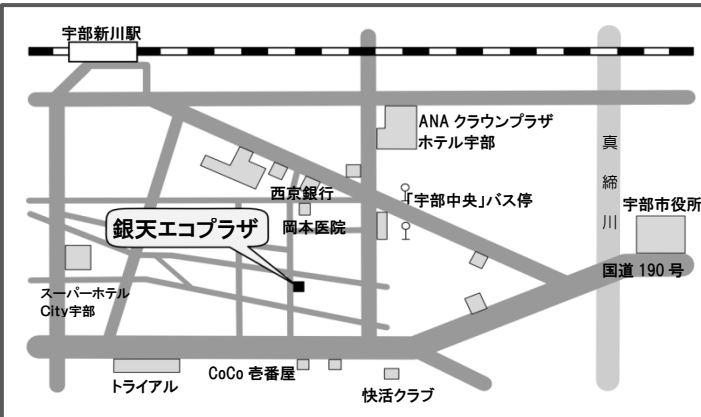 宇部新川駅
ANA クラウンプラザ
ホテル宇部
真締川
西京銀行
「宇部中央」バス停
宇部市役所
岡本医院
銀天エコプラザ
国道 190 号
スーパーホテル
City宇部
トライアル
CoCo 壱番屋
快活クラブ